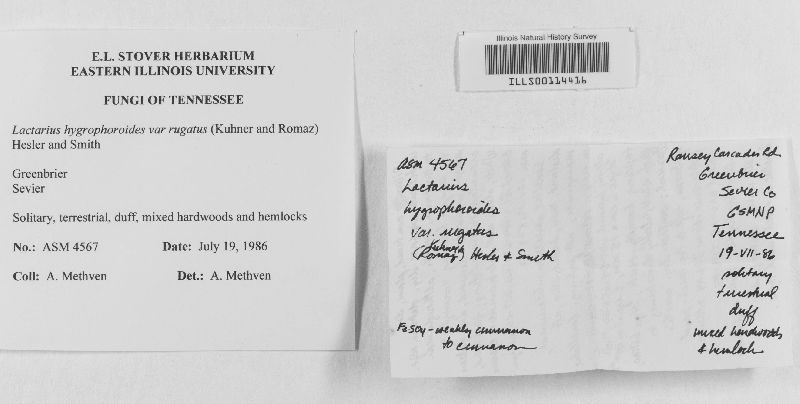 E.L. STOVER HERBARIUM
EASTERN ILLINOIS UNIVERSITY
FUNGI OF TENNESSEE
Lactarius hygrophoroides var rugatus (Kuhner and Romaz)
Hesler and Smith
Greenbrier
Sevier
Solitary, terrestrial, duff, mixed hardwoods and hemlocks
No.: ASM 4567 Date: July 19, 1986
Coll: A. Methven Det.: A. Methven
Illinois Natural History Survey
ILLS00114416
ASM 4567
Lactarius
hygrophoroides
var. rugatus
(Kuhner &
Romaz) Hesler & Smith
FeSO4 - weakly cinnamon
to cinnamon
Ramsey Cascades Rd.
Greenbrier
Sevier Co
GSMNP
Tennessee
19-VII-86
solitary
terrestrial
duff
mixed hardwoods
& hemlock